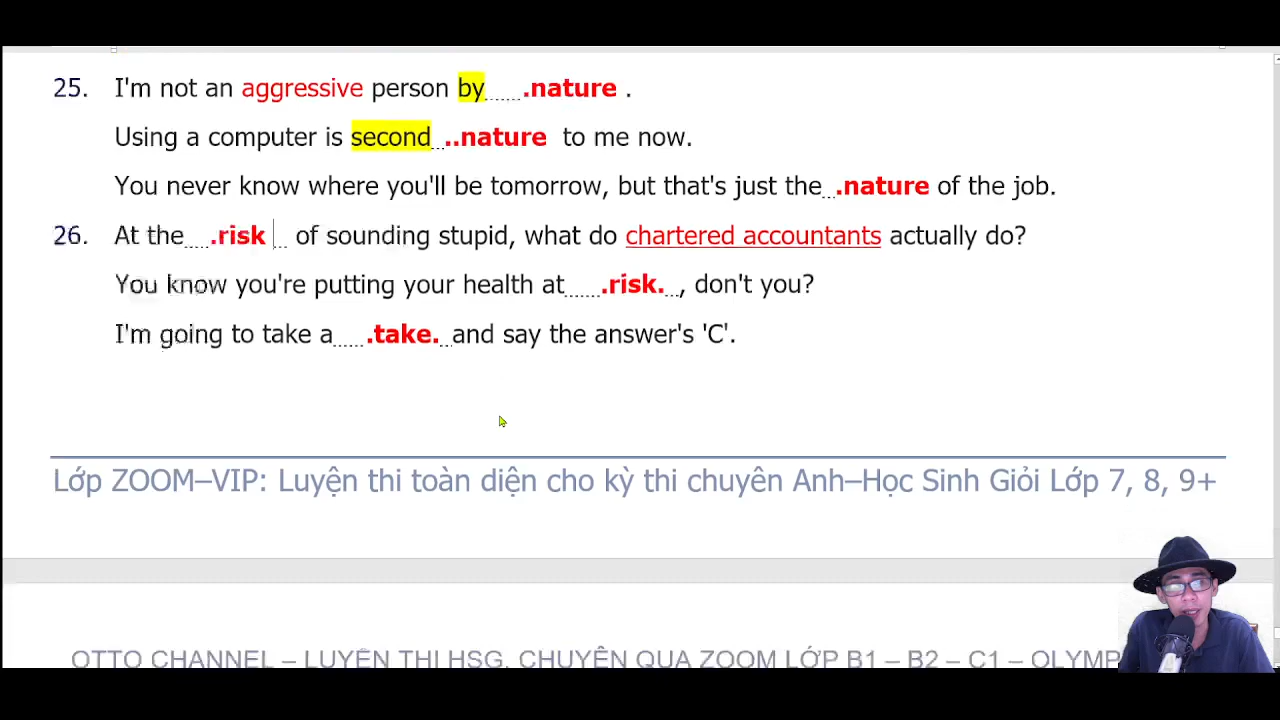 25. I'm not an aggressive person by......nature .
Using a computer is second...nature to me now.
You never know where you'll be tomorrow, but that's just the...nature of the job.
26. At the.....risk ... of sounding stupid, what do chartered accountants actually do?
You know you're putting your health at......risk..., don't you?
I'm going to take a.....take...and say the answer's 'C'.
Lớp ZOOM–VIP: Luyện thi toàn diện cho kỳ thi chuyên Anh–Học Sinh Giỏi Lớp 7, 8, 9+
OTTO CHANNEL – LUYỆN THI HSG, CHUYÊN QUA ZOOM LỚP B1 – B2 – C1 – OLYMP